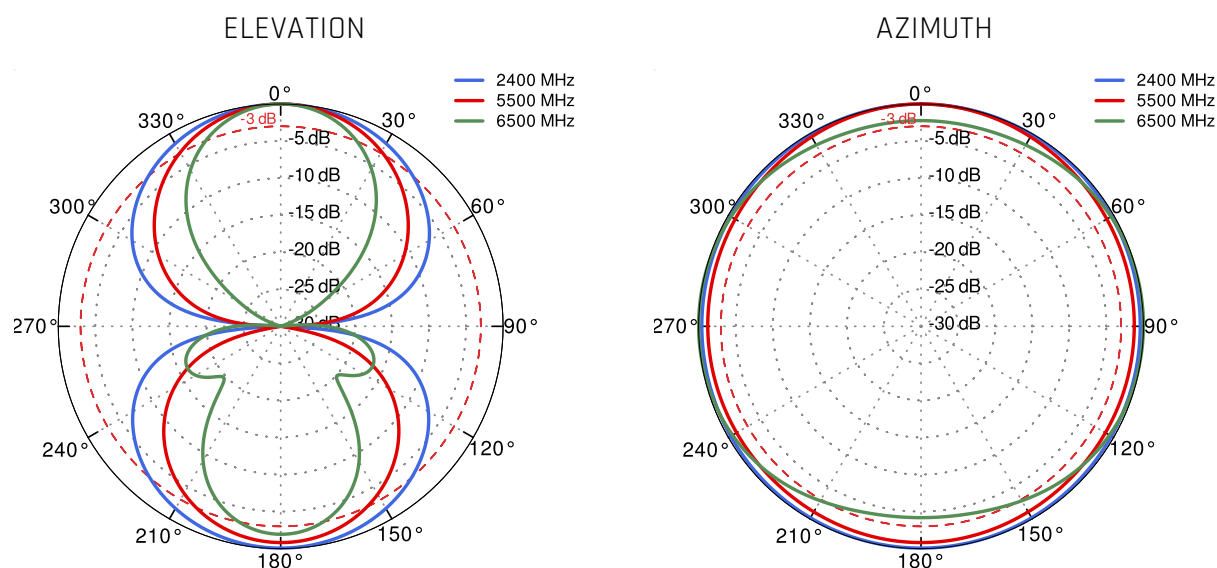 ELEVATION
2400 MHz
5500 MHz
6500 MHz
0°
330°
30°
-3 dB
-5 dB
-10 dB
300°
60°
-15 dB
-20 dB
-25 dB
-30 dB
270°
90°
240°
120°
210°
150°
180°
AZIMUTH
2400 MHz
5500 MHz
6500 MHz
0°
330°
30°
-3 dB
-5 dB
-10 dB
300°
60°
-15 dB
-20 dB
-25 dB
-30 dB
270°
90°
240°
120°
210°
150°
180°